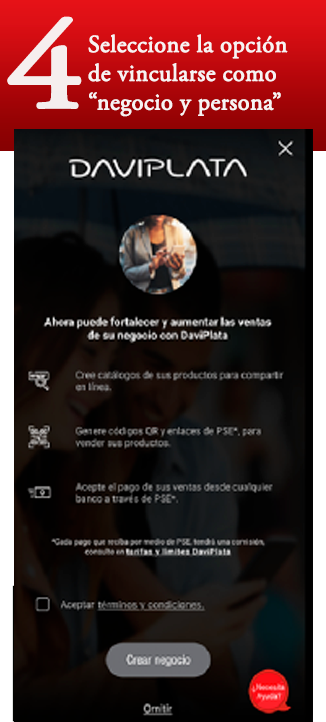 4
Seleccione la opción
de vincularse como
“negocio y persona”
DAVIPLATA
Ahora puede fortalecer y aumentar las ventas
de su negocio con DaviPlata
Cree catálogos de sus productos para compartir
en línea.
Genere códigos QR y enlaces de PSE*, para
vender sus productos.
Acepte el pago de sus ventas desde cualquier
banco a través de PSE*.
*Cada pago que reciba por medio de PSE, tendrá una comisión,
consulte en tarifas y límites DaviPlata
Aceptar términos y condiciones.
Crear negocio
¿Necesita
Ayuda?
Omitir